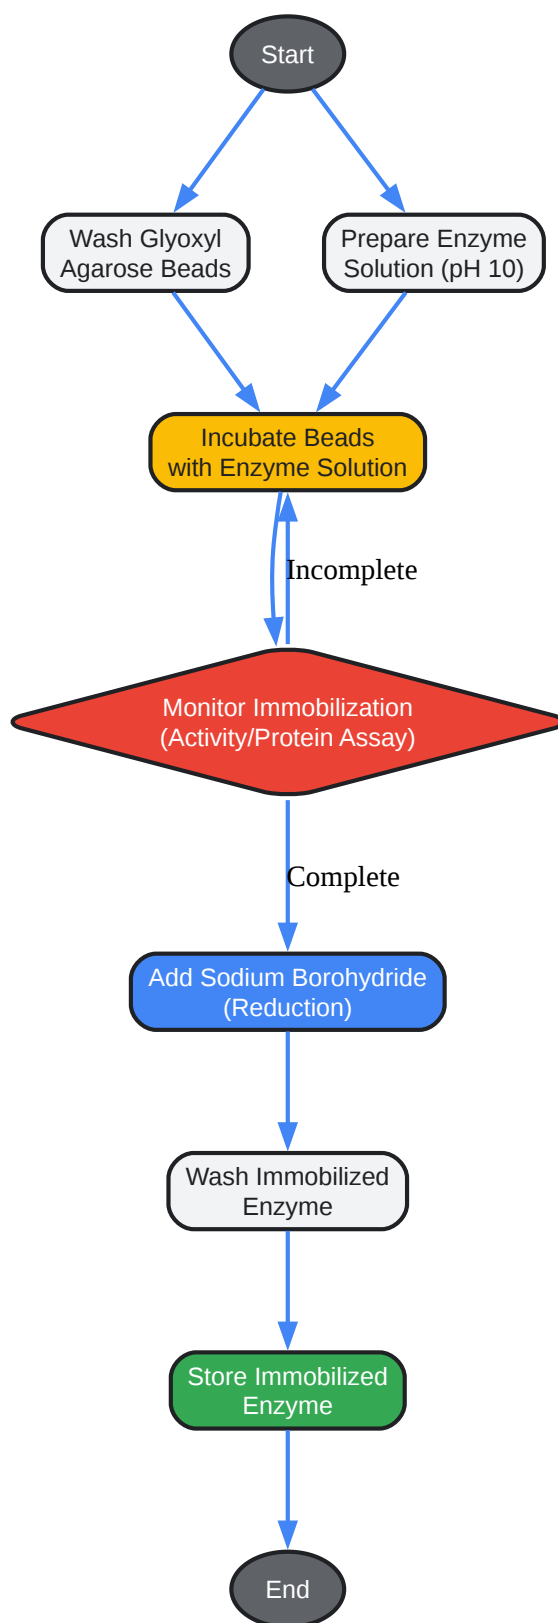 Start
Wash Glyoxyl
Agarose Beads
Prepare Enzyme
Solution (pH 10)
Incubate Beads
with Enzyme Solution
Incomplete
Monitor Immobilization
(Activity/Protein Assay)
Complete
Add Sodium Borohydride
(Reduction)
Wash Immobilized
Enzyme
Store Immobilized
Enzyme
End